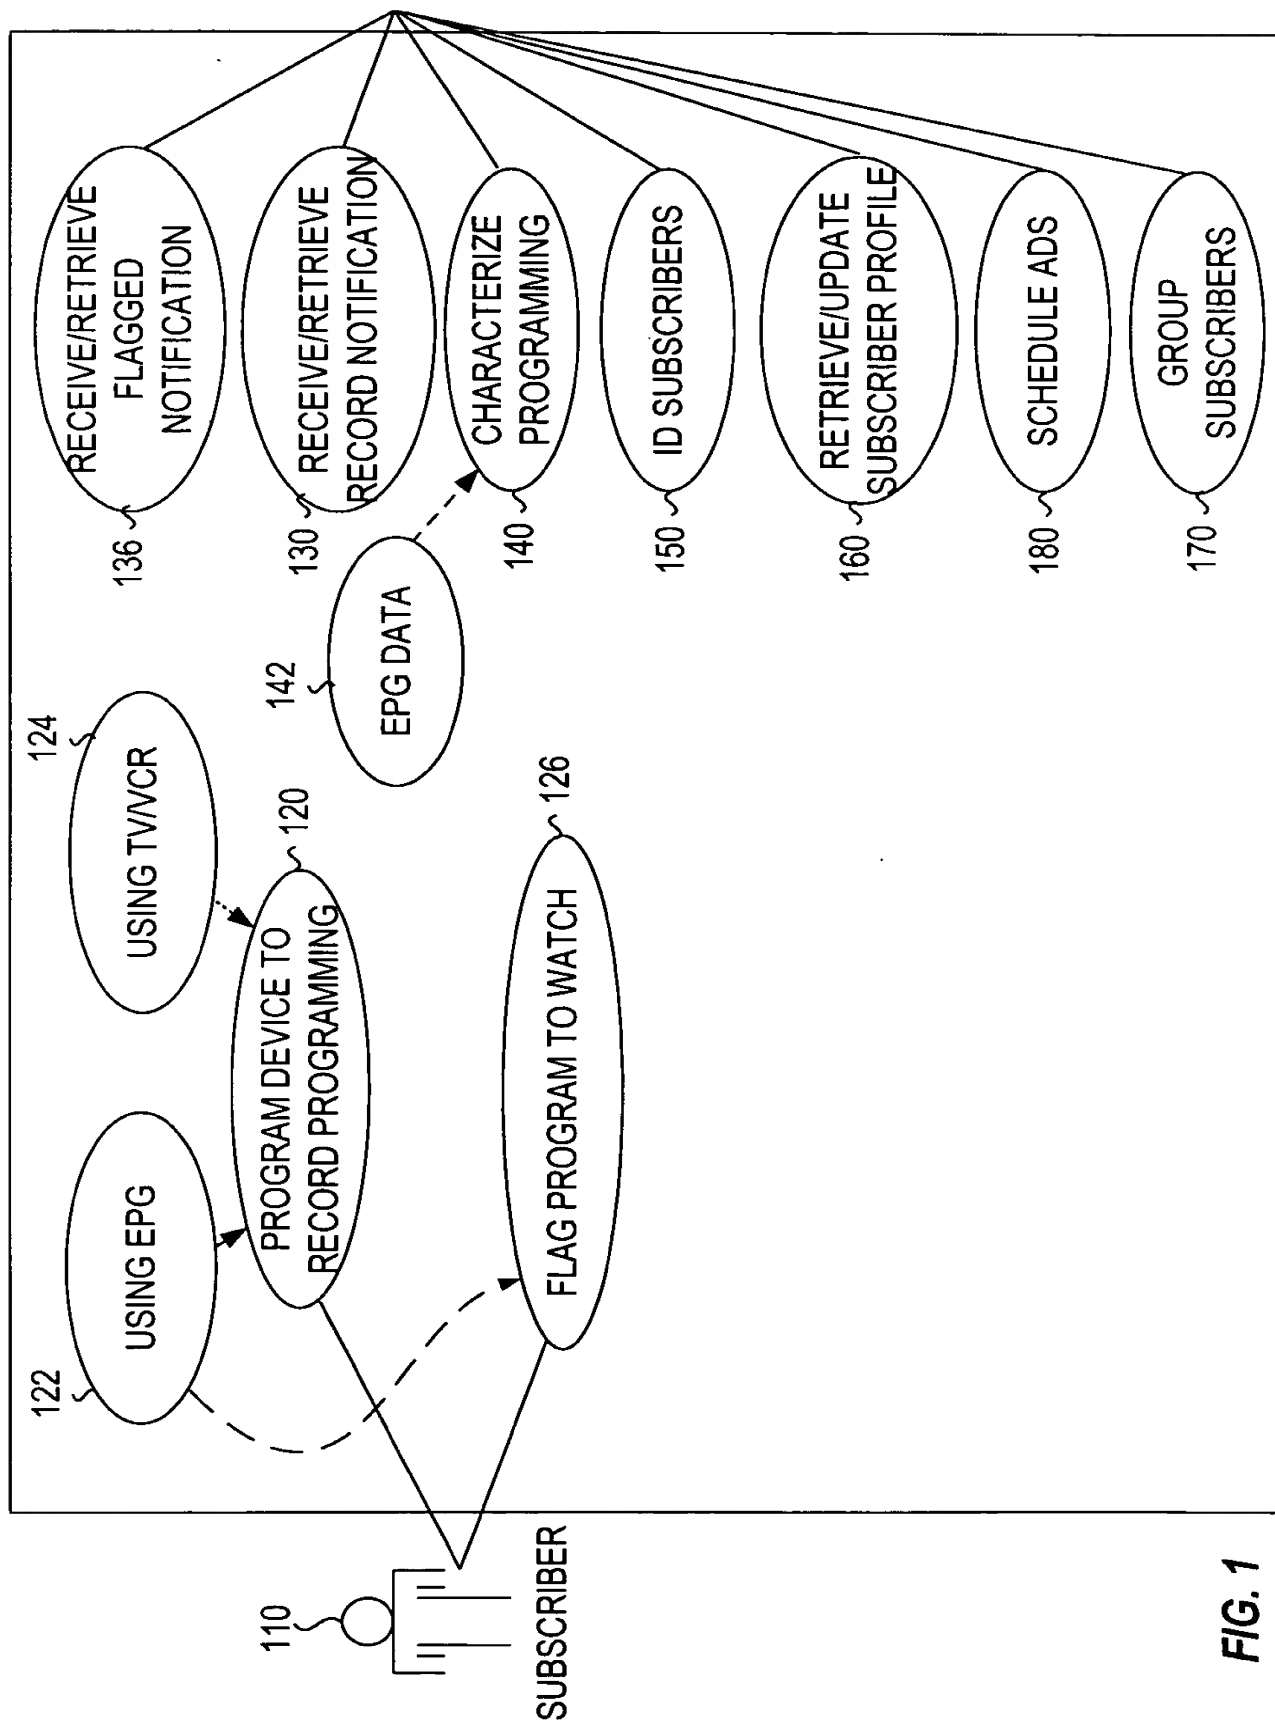 110
SUBSCRIBER
122
USING EPG
124
USING TV/VCR
120
PROGRAM DEVICE TO
RECORD PROGRAMMING
126
FLAG PROGRAM TO WATCH
142
EPG DATA
136
RECEIVE/RETRIEVE
FLAGGED
NOTIFICATION
130
RECEIVE/RETRIEVE
RECORD NOTIFICATION
140
CHARACTERIZE
PROGRAMMING
150
ID SUBSCRIBERS
160
RETRIEVE/UPDATE
SUBSCRIBER PROFILE
180
SCHEDULE ADS
170
GROUP
SUBSCRIBERS
FIG. 1